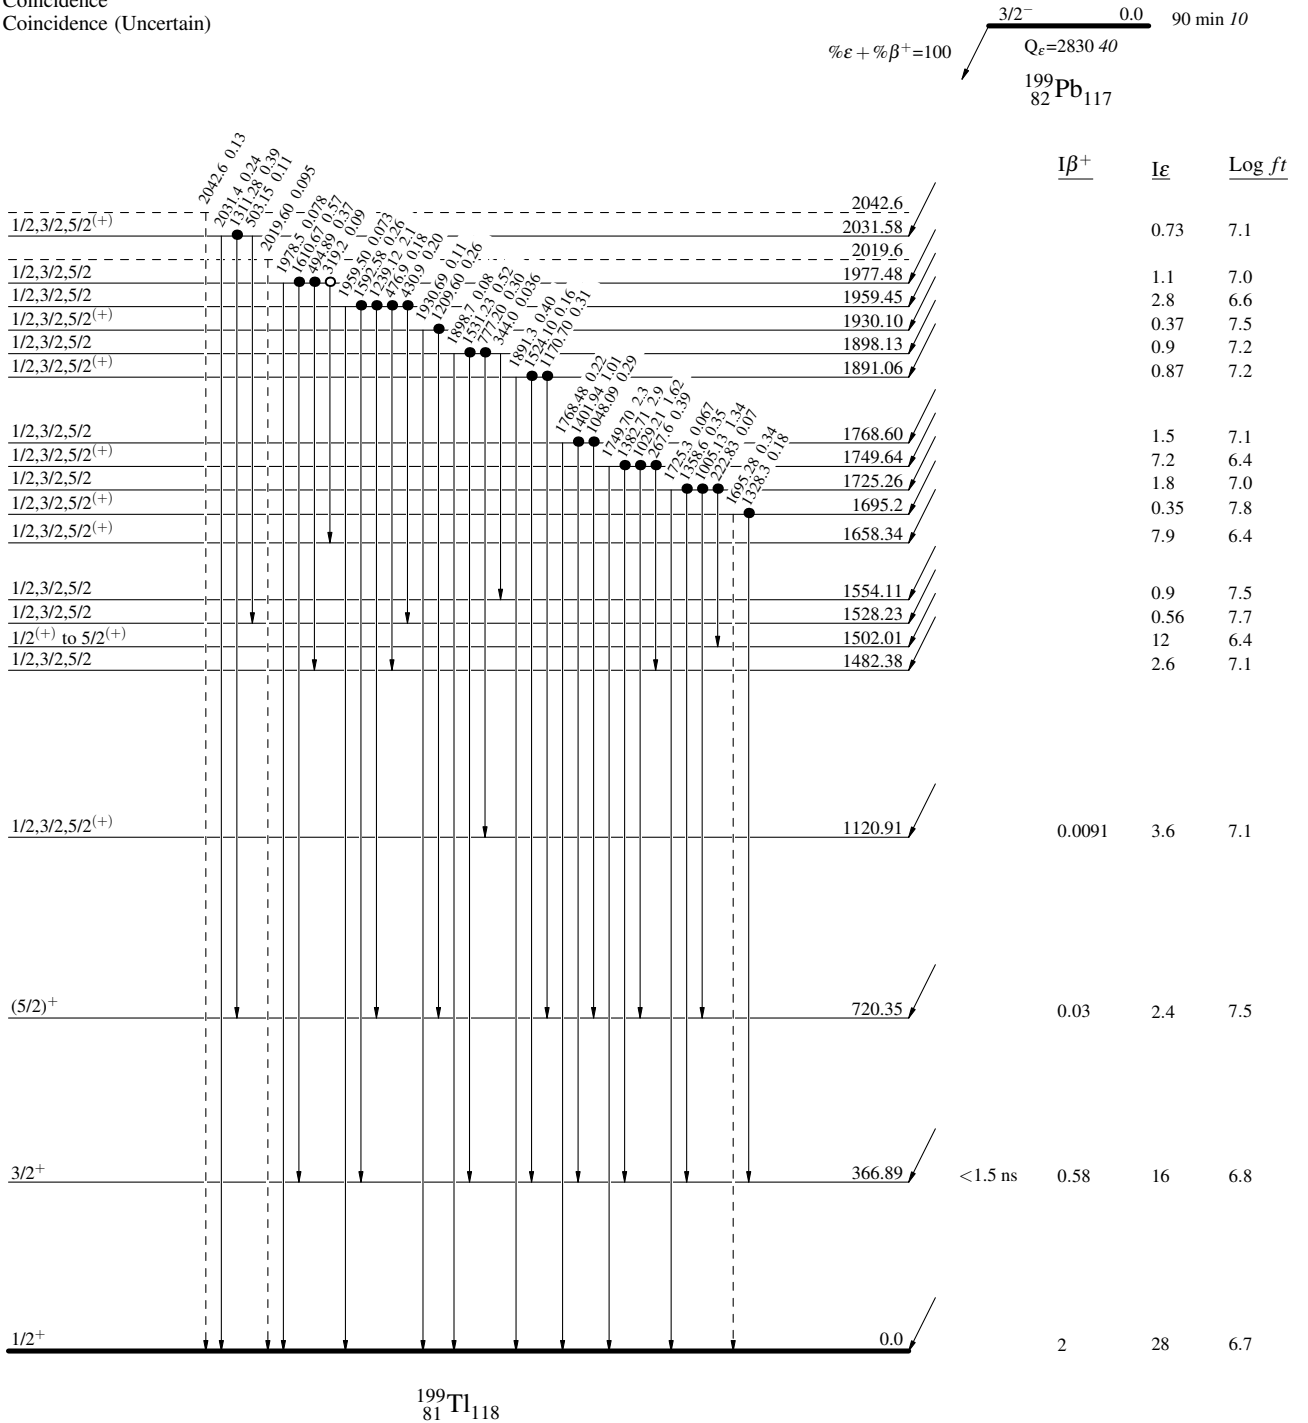 Coincidence
Coincidence (Uncertain)
3/2⁻ 0.0 90 min 10
%ε+%β⁺=100
Qε=2830 40
¹⁹⁹₈₂Pb₁₁₇
Iβ⁺ Iε Log ft
2042.6 0.13
2031.4 0.24
1311.28 0.39
503.15 0.11
2019.60 0.095
1978.5 0.078
1610.67 0.57
494.89 0.37
319.2 0.09
1959.50 0.073
1592.58 0.26
1239.12 2.1
476.9 0.18
430.9 0.20
1930.69 0.11
1209.60 0.26
1898.7 0.08
1531.23 0.52
777.20 0.30
344.0 0.036
1891.3 0.40
1524.10 0.16
1170.70 0.31
1768.48 0.22
1401.94 1.01
1048.09 0.29
1749.70 2.3
1382.71 2.9
1029.21 1.62
267.6 0.39
1725.3 0.067
1358.6 0.35
1005.13 1.34
222.83 0.07
1695.28 0.34
1328.3 0.18
2042.6
1/2,3/2,5/2⁽⁺⁾ 2031.58 0.73 7.1
2019.6
1/2,3/2,5/2 1977.48 1.1 7.0
1/2,3/2,5/2 1959.45 2.8 6.6
1/2,3/2,5/2⁽⁺⁾ 1930.10 0.37 7.5
1/2,3/2,5/2 1898.13 0.9 7.2
1/2,3/2,5/2⁽⁺⁾ 1891.06 0.87 7.2
1/2,3/2,5/2 1768.60 1.5 7.1
1/2,3/2,5/2⁽⁺⁾ 1749.64 7.2 6.4
1/2,3/2,5/2 1725.26 1.8 7.0
1/2,3/2,5/2⁽⁺⁾ 1695.2 0.35 7.8
1/2,3/2,5/2⁽⁺⁾ 1658.34 7.9 6.4
1/2,3/2,5/2 1554.11 0.9 7.5
1/2,3/2,5/2 1528.23 0.56 7.7
1/2⁽⁺⁾ to 5/2⁽⁺⁾ 1502.01 12 6.4
1/2,3/2,5/2 1482.38 2.6 7.1
1/2,3/2,5/2⁽⁺⁾ 1120.91 0.0091 3.6 7.1
(5/2)⁺ 720.35 0.03 2.4 7.5
3/2⁺ 366.89 <1.5 ns 0.58 16 6.8
1/2⁺ 0.0 2 28 6.7
¹⁹⁹₈₁Tl₁₁₈